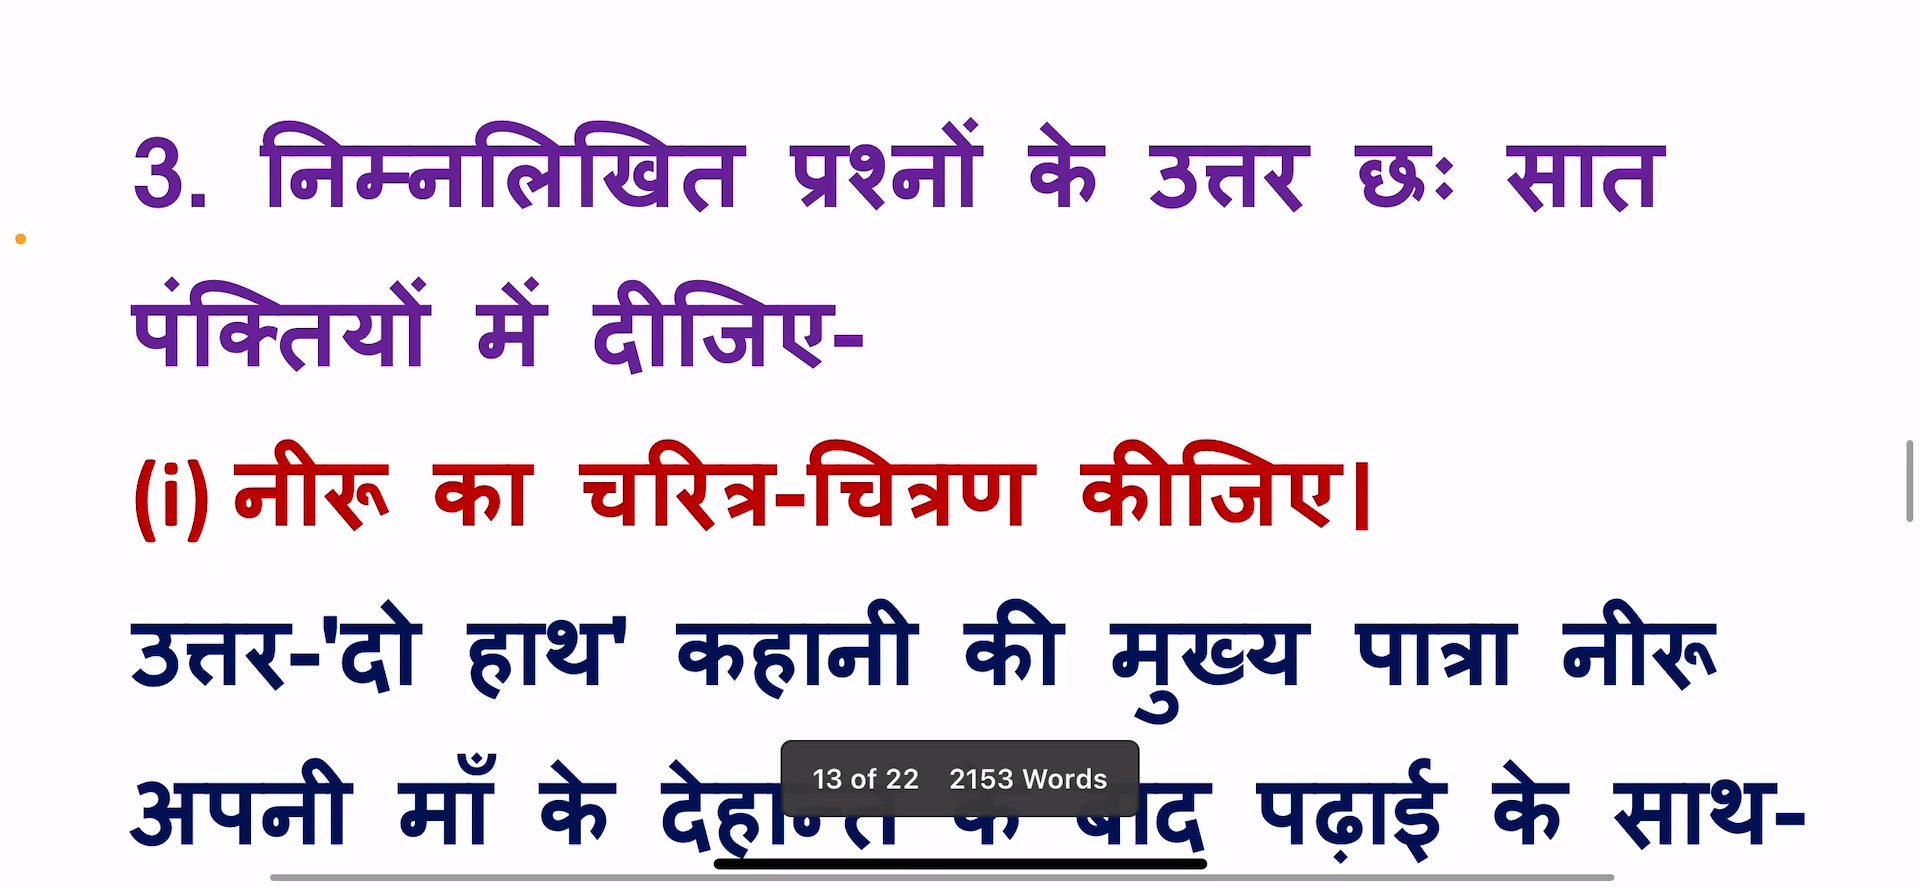 3. निम्नलिखित प्रश्नों के उत्तर छः सात
पंक्तियों में दीजिए-
(i) नीरू का चरित्र-चित्रण कीजिए।
उत्तर-'दो हाथ' कहानी की मुख्य पात्रा नीरू
अपनी माँ के देहान्त के बाद पढ़ाई के साथ-
13 of 22 2153 Words